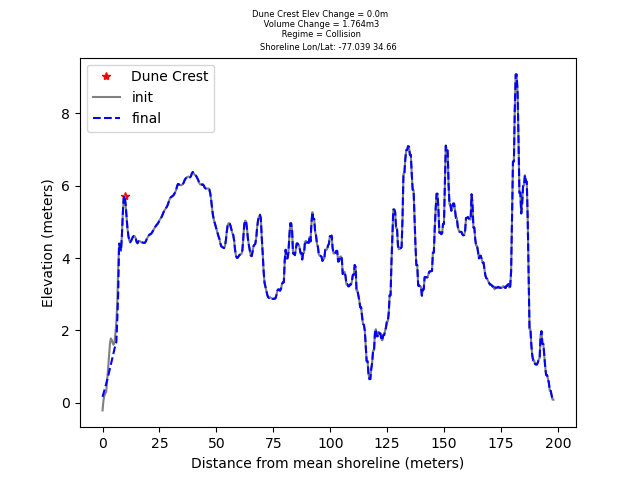 Dune Crest Elev Change = 0.0m
Volume Change = 1.764m3
Regime = Collision
Shoreline Lon/Lat: -77.039 34.66
Dune Crest
init
final
8
6
4
2
0
Elevation (meters)
0 25 50 75 100 125 150 175 200
Distance from mean shoreline (meters)